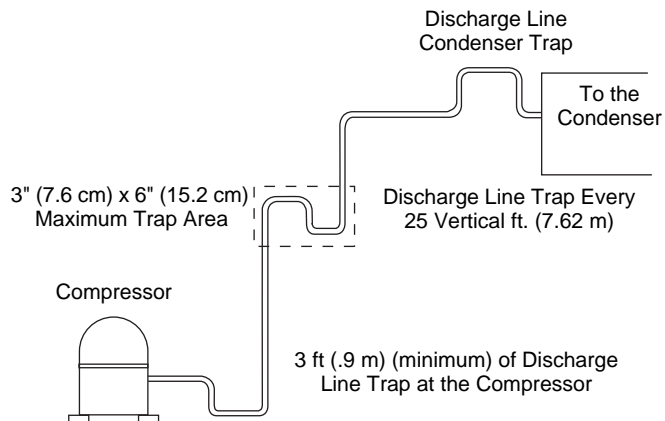 Discharge Line
Condenser Trap
To the
Condenser
3" (7.6 cm) x 6" (15.2 cm)
Maximum Trap Area
Discharge Line Trap Every
25 Vertical ft. (7.62 m)
Compressor
3 ft (.9 m) (minimum) of Discharge
Line Trap at the Compressor